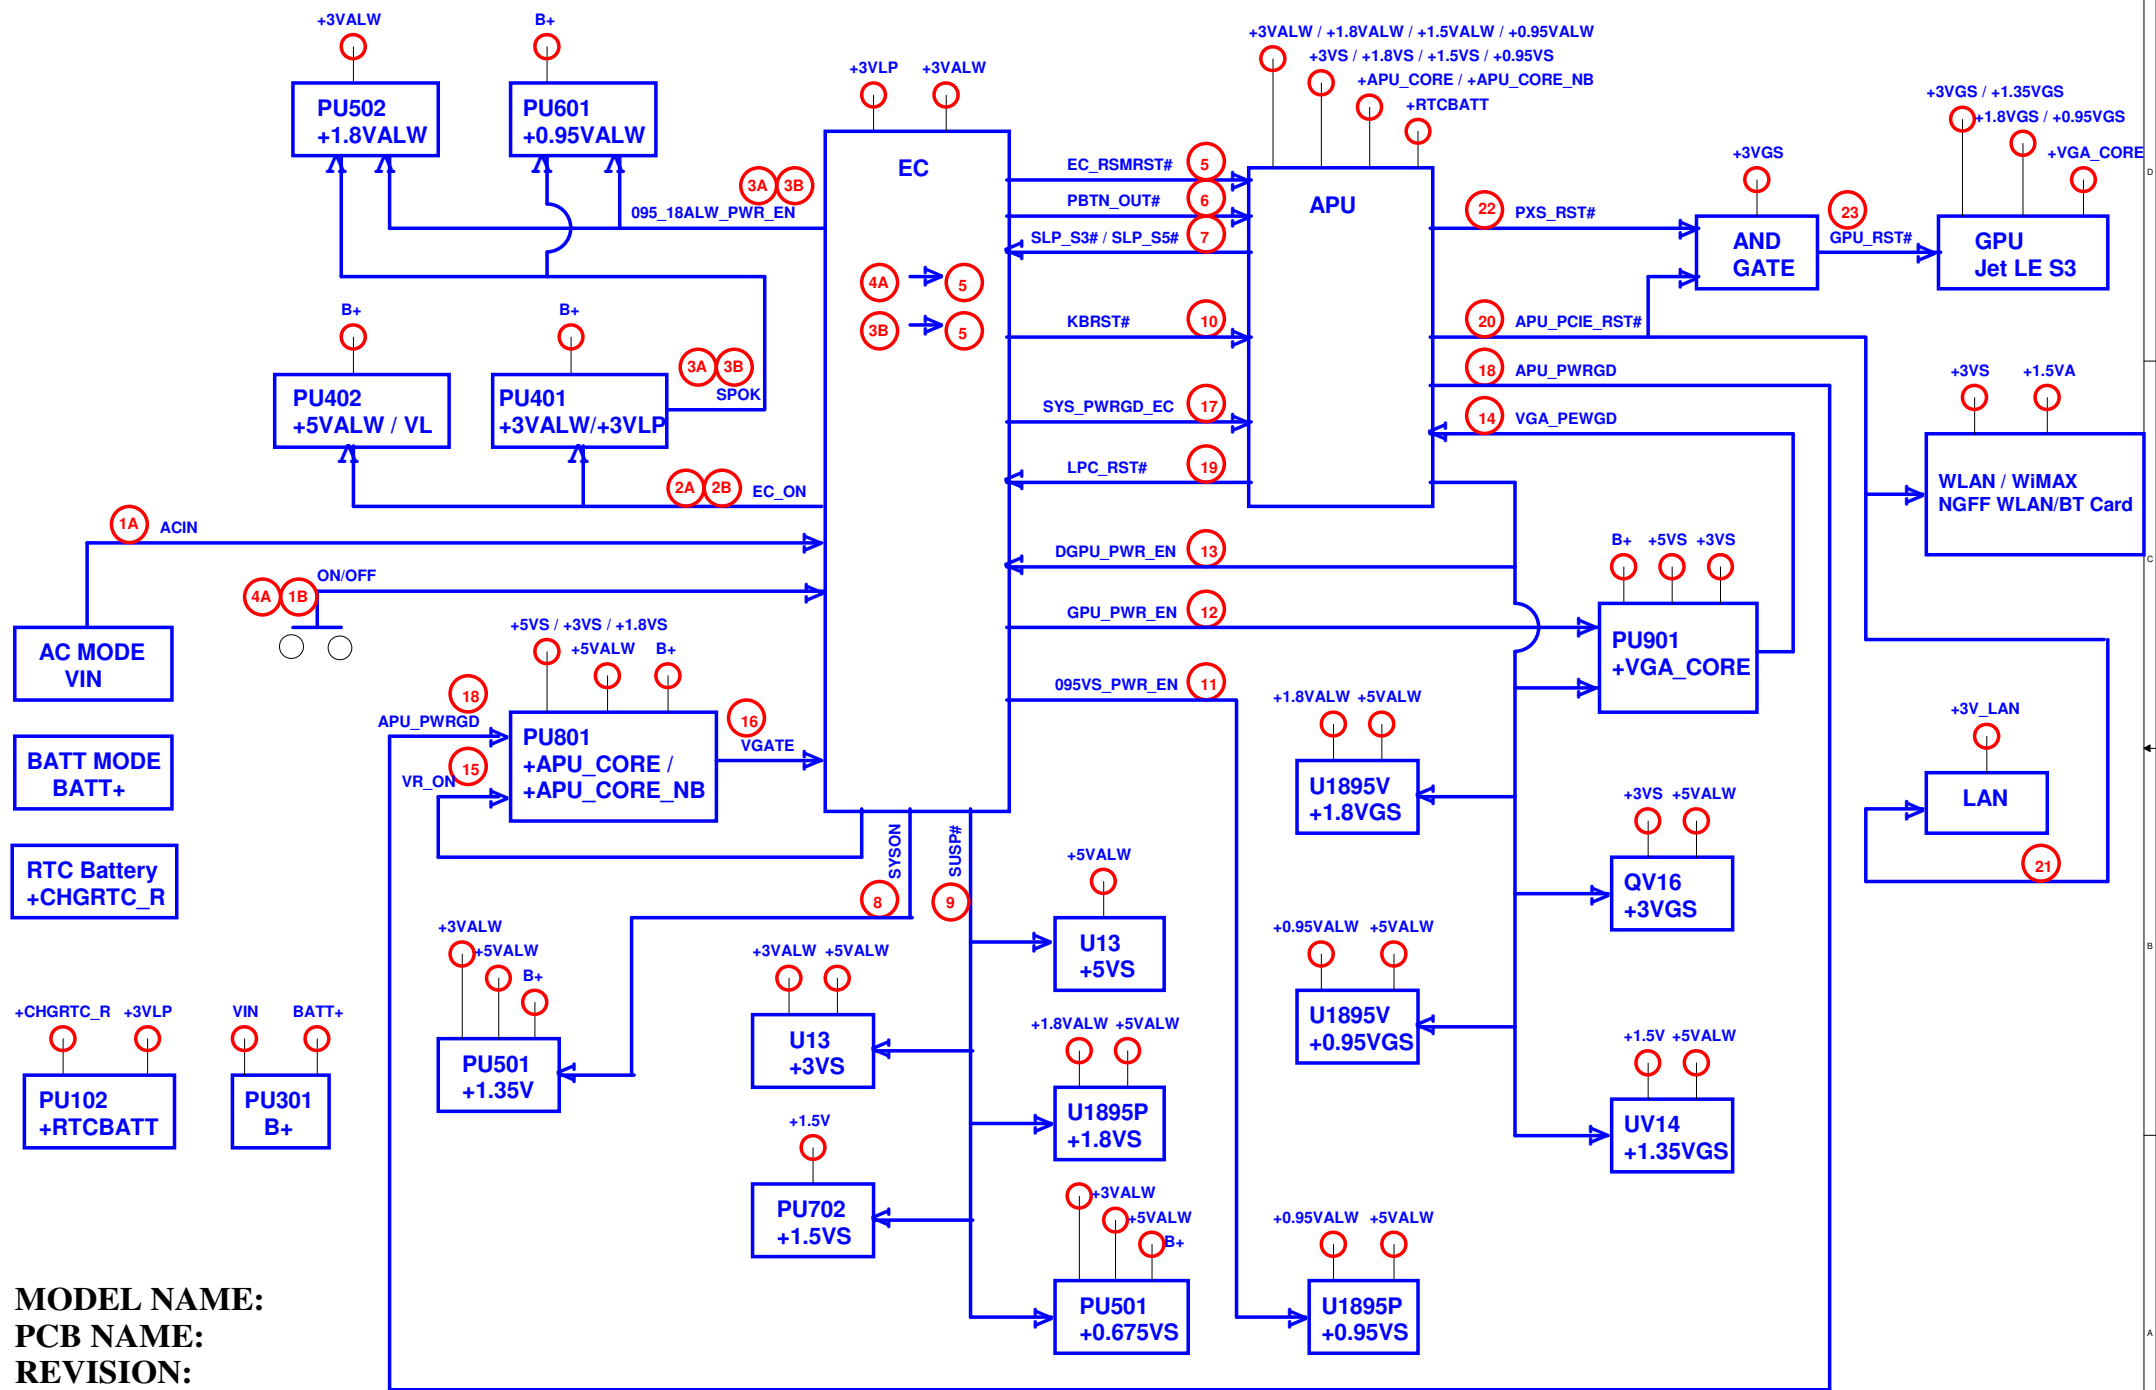 +3VALW
B+
PU502
+1.8VALW
PU601
+0.95VALW
3A 3B
095_18ALW_PWR_EN
B+
B+
PU402
+5VALW / VL
PU401
+3VALW/+3VLP
3A 3B
SPOK
2A 2B EC_ON
1A ACIN
4A 1B ON/OFF
AC MODE
VIN
BATT MODE
BATT+
RTC Battery
+CHGRTC_R
+CHGRTC_R +3VLP
PU102
+RTCBATT
VIN BATT+
PU301
B+
+3VLP +3VALW
EC
4A 5
3B 5
EC_RSMRST# 5
PBTN_OUT# 6
SLP_S3# / SLP_S5# 7
KBRST# 10
SYS_PWRGD_EC 17
LPC_RST# 19
DGPU_PWR_EN 13
GPU_PWR_EN 12
095VS_PWR_EN 11
+3VALW / +1.8VALW / +1.5VALW / +0.95VALW
+3VS / +1.8VS / +1.5VS / +0.95VS
+APU_CORE / +APU_CORE_NB
+RTCBATT
APU
22 PXS_RST#
20 APU_PCIE_RST#
18 APU_PWRGD
14 VGA_PEWGD
+3VGS
AND
GATE
23
GPU_RST#
+3VGS / +1.35VGS
+1.8VGS / +0.95VGS
+VGA_CORE
GPU
Jet LE S3
+3VS +1.5VA
WLAN / WiMAX
NGFF WLAN/BT Card
+3V_LAN
LAN
21
B+ +5VS +3VS
PU901
+VGA_CORE
+5VS / +3VS / +1.8VS
+5VALW B+
18
APU_PWRGD
15
VR_ON
PU801
+APU_CORE /
+APU_CORE_NB
16
VGATE
SYSON
8
SUSP#
9
+3VALW
+5VALW
B+
PU501
+1.35V
+3VALW +5VALW
U13
+3VS
+1.5V
PU702
+1.5VS
+5VALW
U13
+5VS
+1.8VALW +5VALW
U1895P
+1.8VS
+3VALW
+5VALW
B+
PU501
+0.675VS
+1.8VALW +5VALW
U1895V
+1.8VGS
+3VS +5VALW
QV16
+3VGS
+0.95VALW +5VALW
U1895V
+0.95VGS
+1.5V +5VALW
UV14
+1.35VGS
+0.95VALW +5VALW
U1895P
+0.95VS
MODEL NAME:
PCB NAME:
REVISION:
D
C
B
A